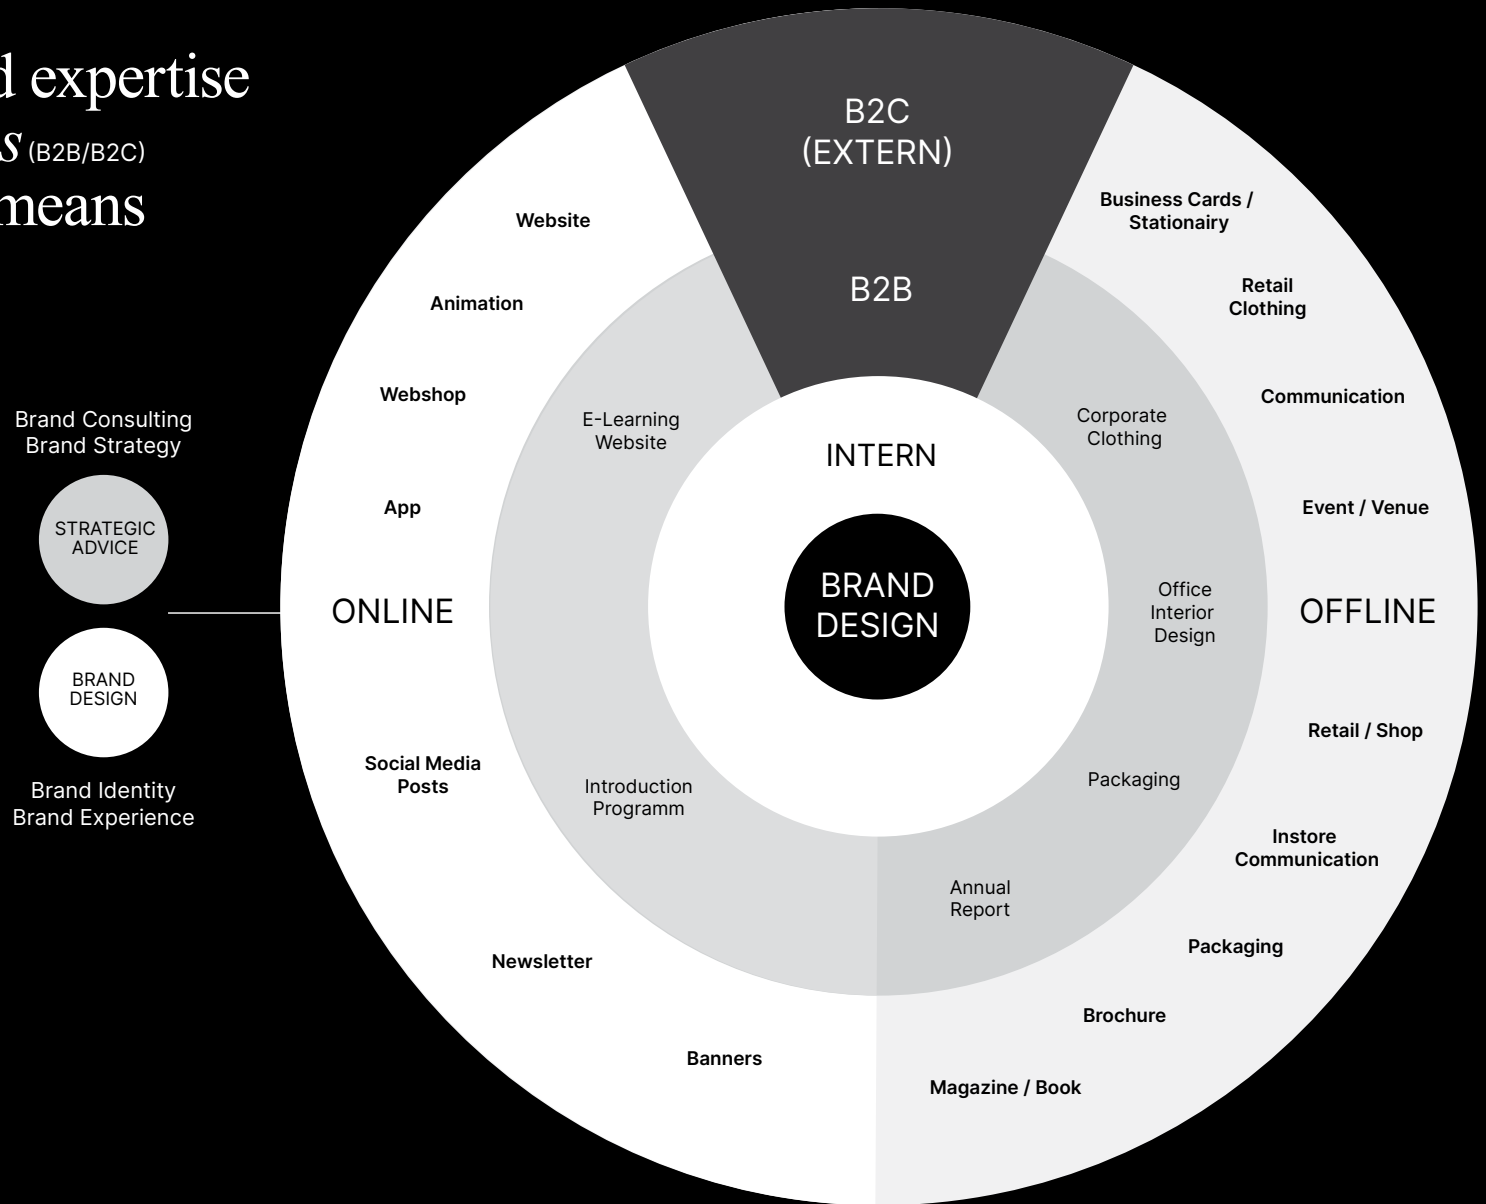 expertise
(B2B/B2C)
means
Brand Consulting
Brand Strategy
STRATEGIC
ADVICE
BRAND
DESIGN
Brand Identity
Brand Experience
B2C
(EXTERN)
B2B
INTERN
BRAND
DESIGN
ONLINE
Website
Animation
Webshop
App
Social Media
Posts
Newsletter
Banners
E-Learning
Website
Introduction
Programm
OFFLINE
Business Cards /
Stationairy
Retail
Clothing
Communication
Event / Venue
Retail / Shop
Instore
Communication
Packaging
Brochure
Magazine / Book
Corporate
Clothing
Office
Interior
Design
Packaging
Annual
Report